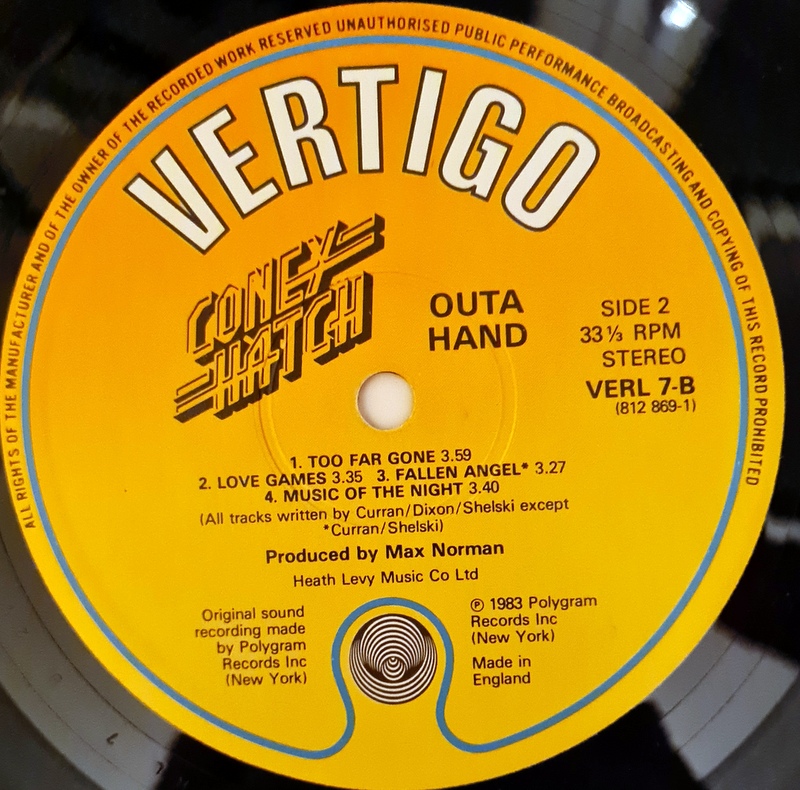 ALL RIGHTS OF THE MANUFACTURER AND OF THE OWNER OF THE RECORDED WORK RESERVED UNAUTHORISED PUBLIC PERFORMANCE BROADCASTING AND COPYING OF THIS RECORD PROHIBITED
VERTIGO
CONEY
HATCH
OUTA
HAND
SIDE 2
33⅓ RPM
STEREO
VERL 7-B
(812 869-1)
1. TOO FAR GONE 3.59
2. LOVE GAMES 3.35 3. FALLEN ANGEL* 3.27
4. MUSIC OF THE NIGHT 3.40
(All tracks written by Curran/Dixon/Shelski except
*Curran/Shelski)
Produced by Max Norman
Heath Levy Music Co Ltd
Original sound
recording made
by Polygram
Records Inc
(New York)
℗ 1983 Polygram
Records Inc
(New York)
Made in
England